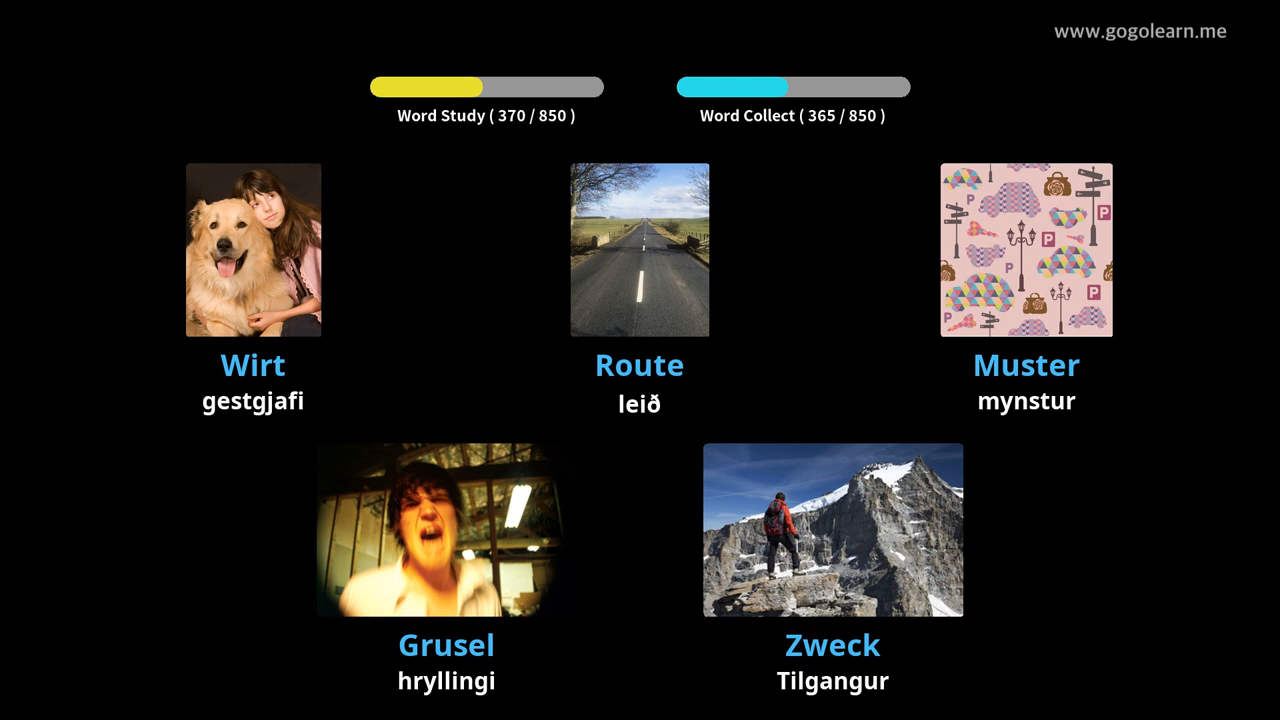 www.gogolearn.me
Word Study ( 370 / 850 )
Word Collect ( 365 / 850 )
P
P
P
P
P
P
Wirt
gestgjafi
Route
leið
Muster
mynstur
Grusel
hryllingi
Zweck
Tilgangur